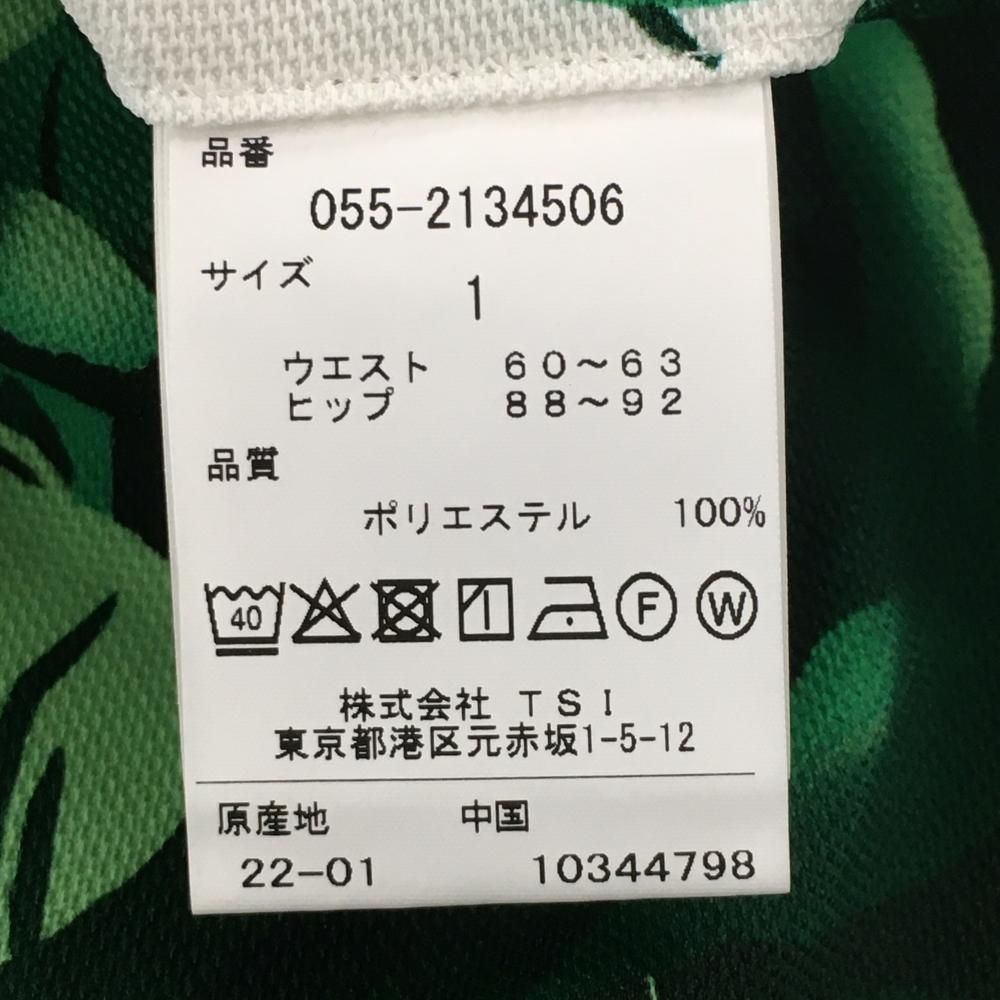 品番
055-2134506
サイズ
1
ウエスト 60～63
ヒップ 88～92
品質
ポリエステル 100%
40 F W
株式会社 TSI
東京都港区元赤坂1-5-12
原産地 中国
22-01 10344798